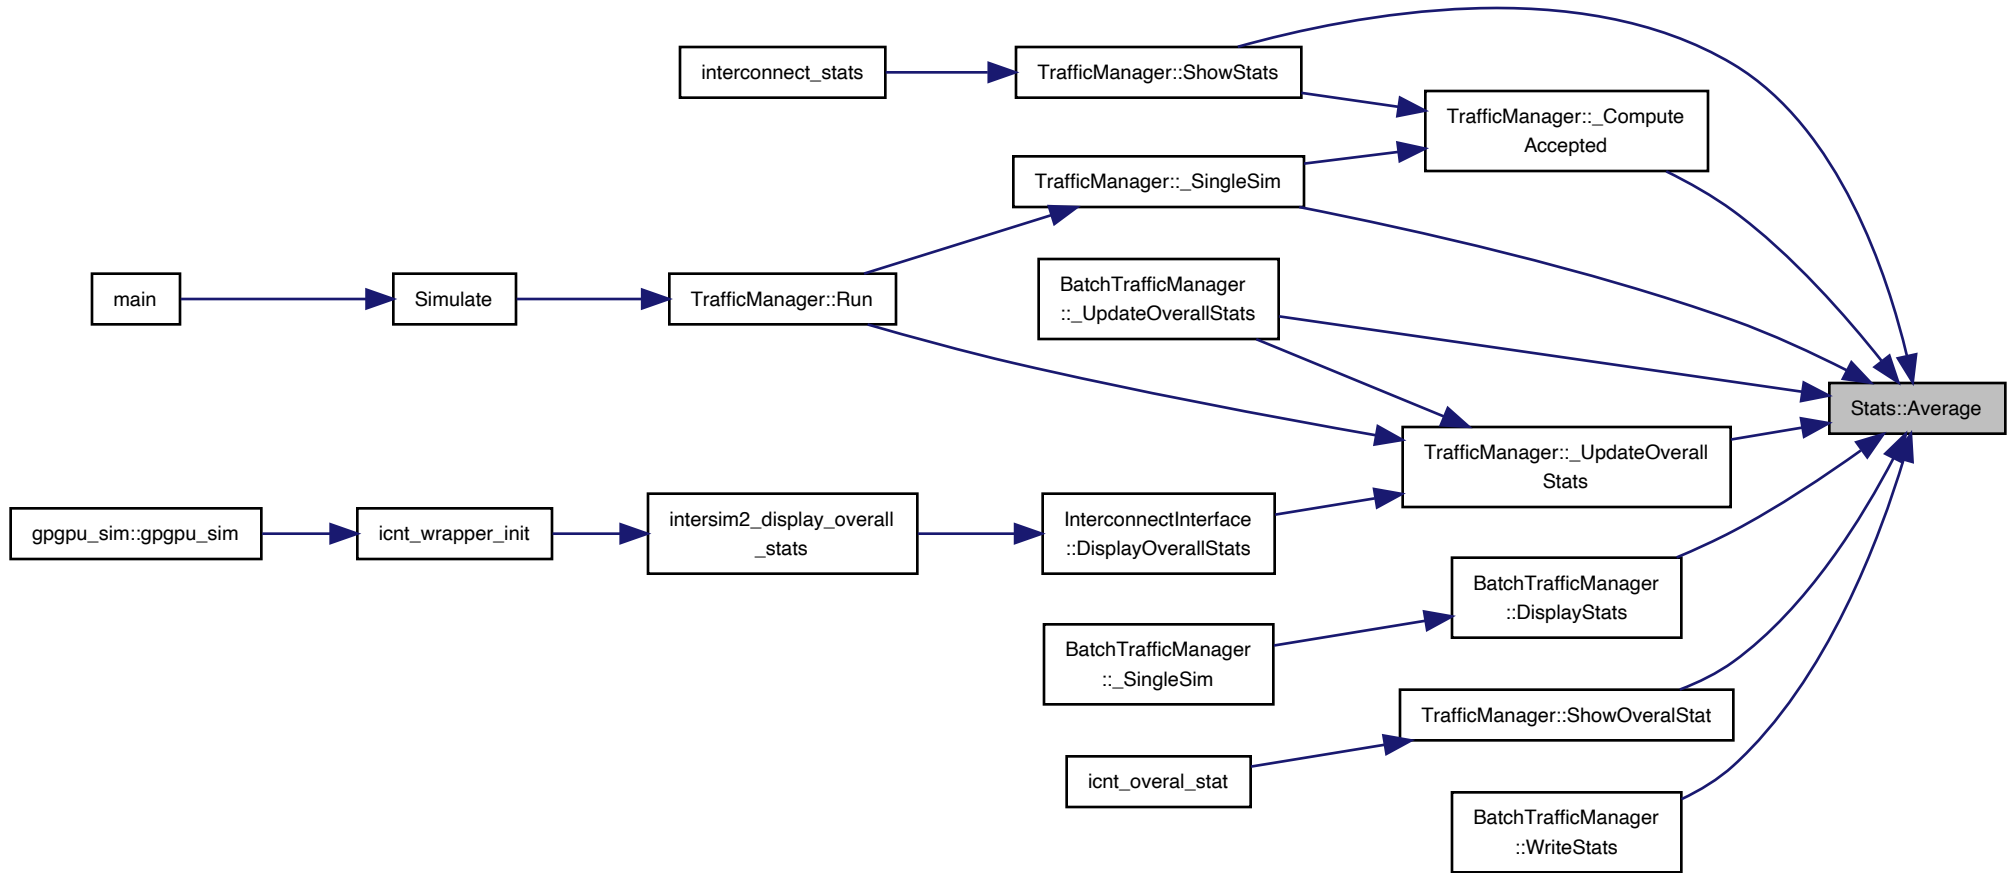 interconnect_stats
TrafficManager::ShowStats
TrafficManager::_Compute
Accepted
TrafficManager::_SingleSim
main
Simulate
TrafficManager::Run
BatchTrafficManager
::_UpdateOverallStats
Stats::Average
TrafficManager::_UpdateOverall
Stats
gpgpu_sim::gpgpu_sim
icnt_wrapper_init
intersim2_display_overall
_stats
InterconnectInterface
::DisplayOverallStats
BatchTrafficManager
::DisplayStats
BatchTrafficManager
::_SingleSim
TrafficManager::ShowOveralStat
icnt_overal_stat
BatchTrafficManager
::WriteStats